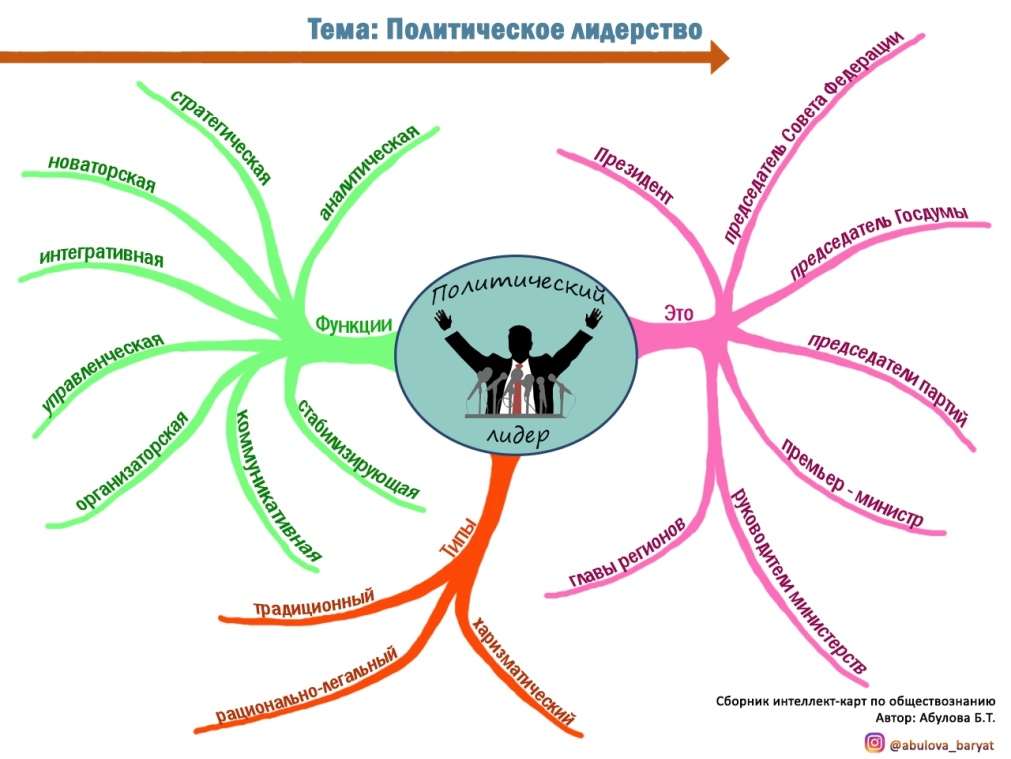 Тема: Политическое лидерство
Политический
лидер
Функции
аналитическая
стратегическая
новаторская
интегративная
управленческая
организаторская
коммуникативная
стабилизирующая
Это
Президент
председатель Совета Федерации
председатель Госдумы
председатели партий
премьер - министр
руководители министерств
главы регионов
Типы
традиционный
рационально-легальный
харизматический
Сборник интеллект-карт по обществознанию
Автор: Абулова Б.Т.
@abulova_baryat